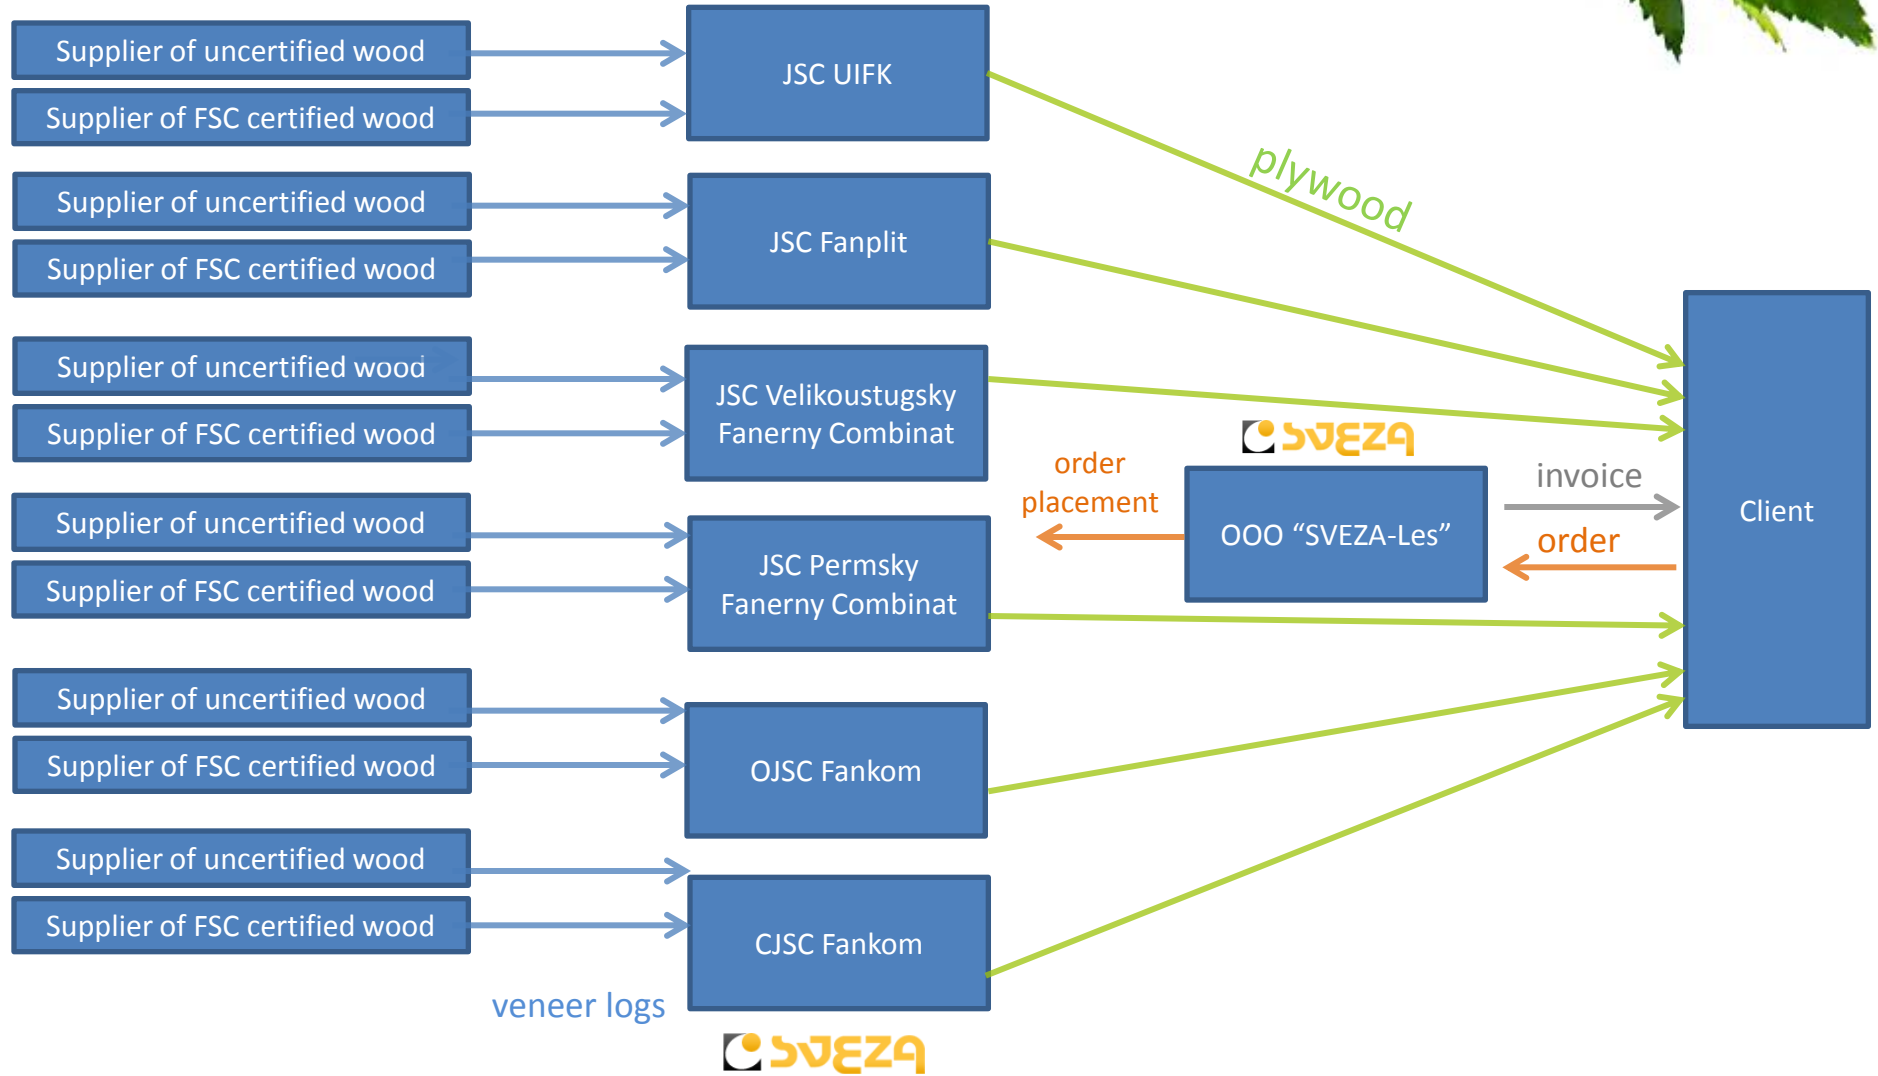 Supplier of uncertified wood
Supplier of FSC certified wood
JSC UIFK
Supplier of uncertified wood
Supplier of FSC certified wood
JSC Fanplit
plywood
Supplier of uncertified wood
Supplier of FSC certified wood
JSC Velikoustugsky
Fanerny Combinat
Supplier of uncertified wood
Supplier of FSC certified wood
JSC Permsky
Fanerny Combinat
order
placement
SVEZA
OOO “SVEZA-Les”
invoice
order
Client
Supplier of uncertified wood
Supplier of FSC certified wood
OJSC Fankom
Supplier of uncertified wood
Supplier of FSC certified wood
CJSC Fankom
veneer logs
SVEZA